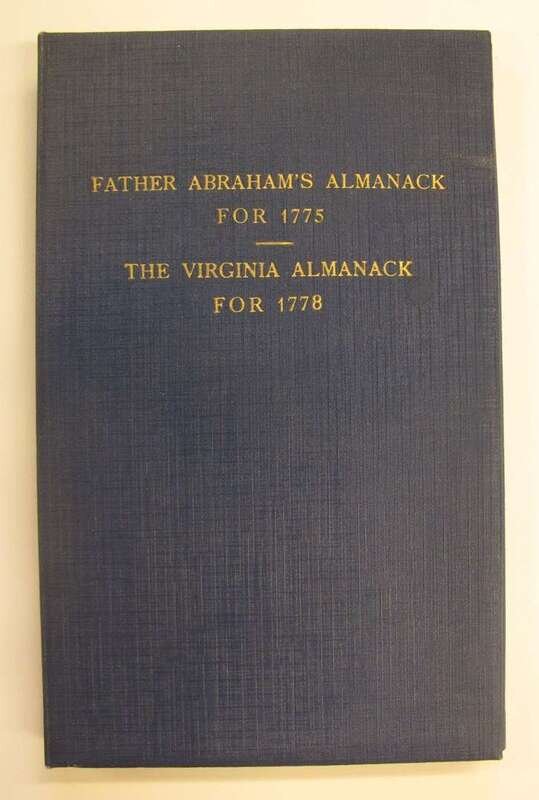 FATHER ABRAHAM'S ALMANACK
FOR 1775
THE VIRGINIA ALMANACK
FOR 1778